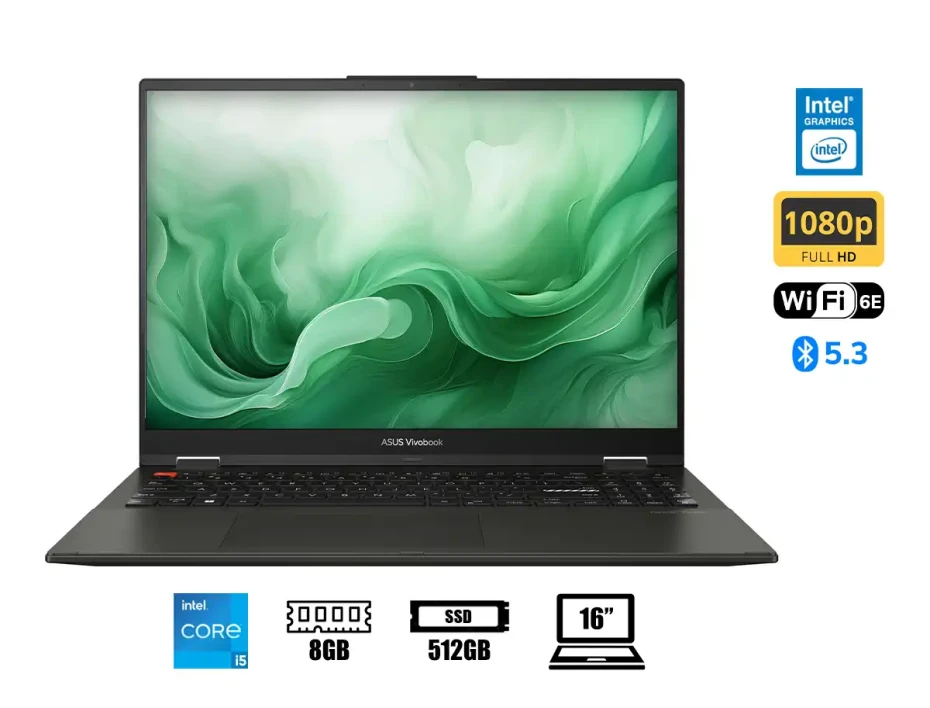 Intel®
GRAPHICS
intel
1080p
FULL HD
WiFi 6E
5.3
ASUS Vivobook
intel
CORE
i5
8GB
SSD
512GB
16”